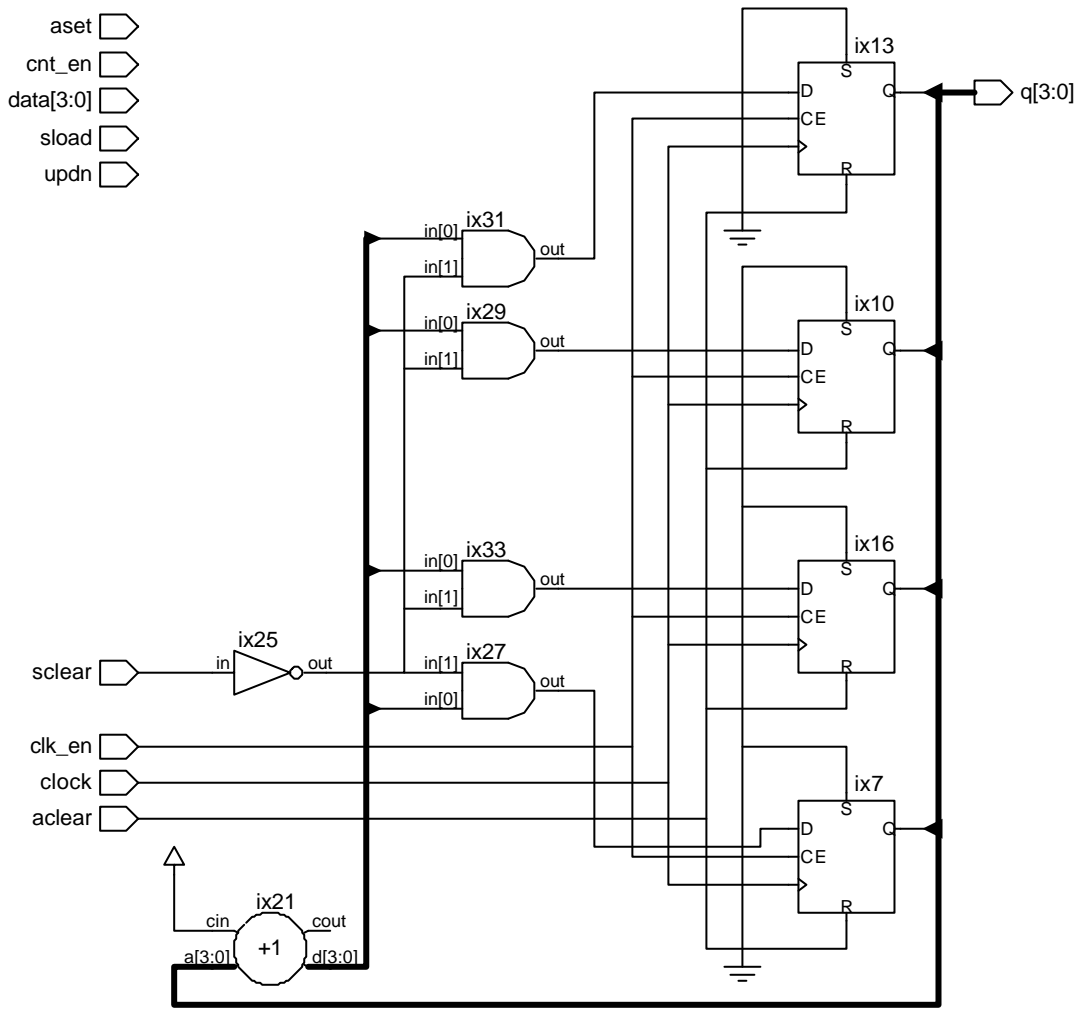 aset
cnt_en
data[3:0]
sload
updn
ix13
S
D
Q
CE
R
q[3:0]
ix31
in[0]
in[1]
out
ix29
in[0]
in[1]
out
ix10
S
D
Q
CE
R
ix33
in[0]
in[1]
out
ix16
S
D
Q
CE
R
sclear
ix25
in
out
ix27
in[1]
in[0]
out
clk_en
clock
aclear
ix7
S
D
Q
CE
R
ix21
cin
cout
+1
a[3:0]
d[3:0]